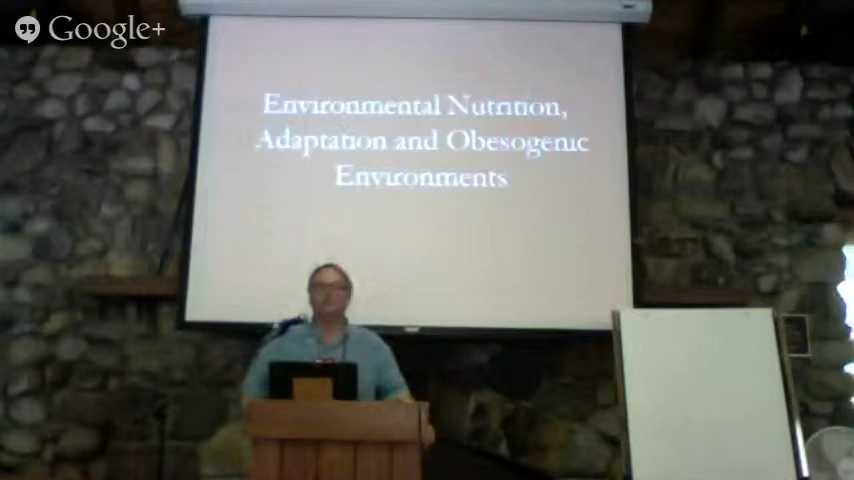 Google+
Environmental Nutrition,
Adaptation and Obesogenic
Environments